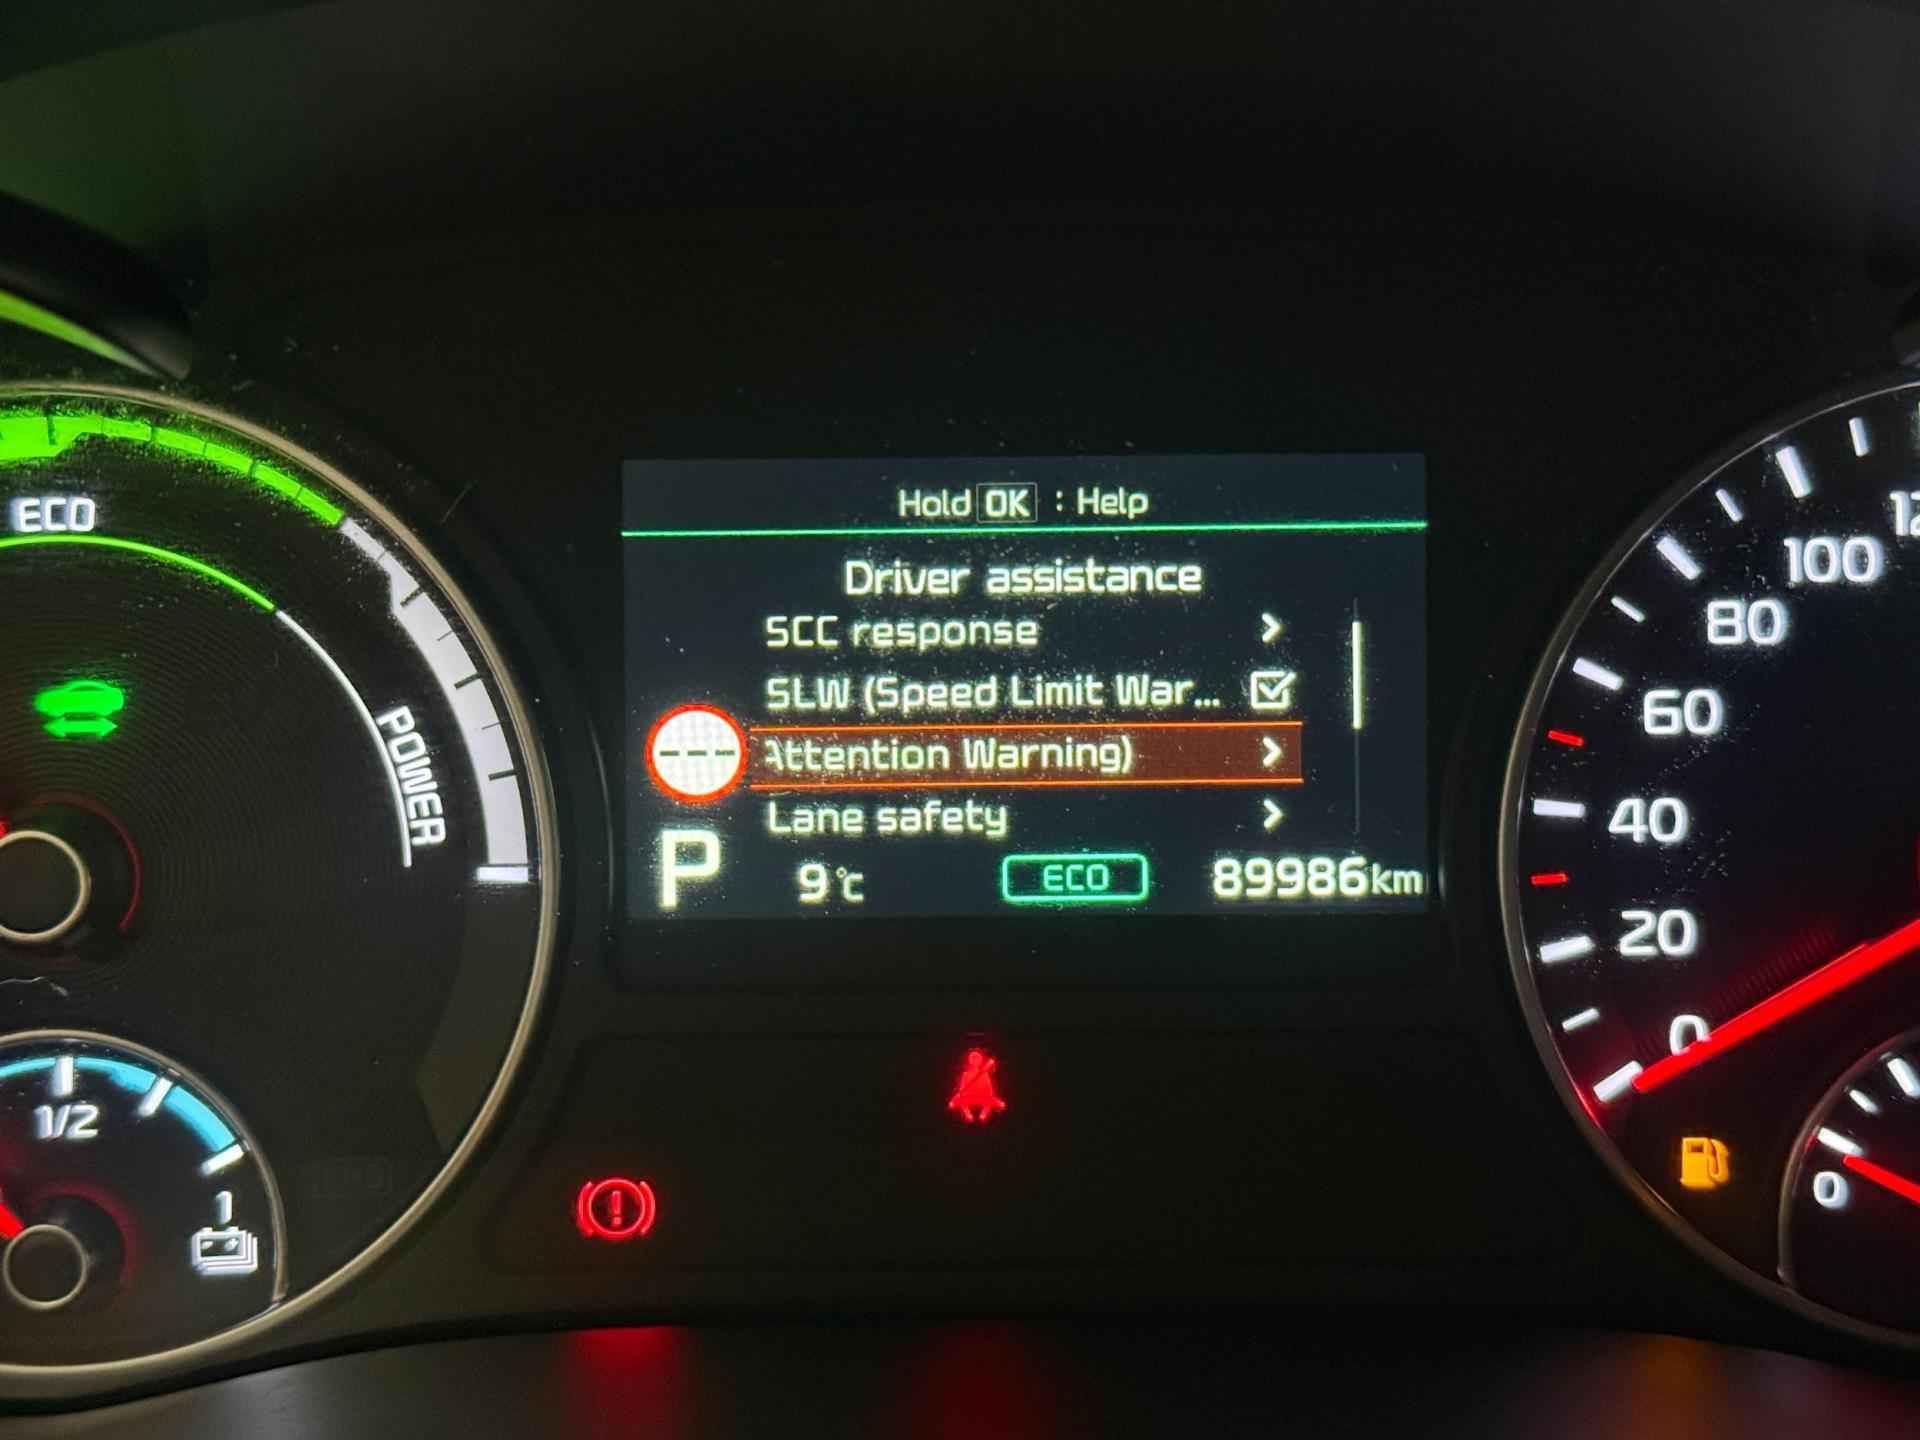 Hold OK : Help
Driver assistance
SCC response
SLW (Speed Limit War...
Attention Warning)
Lane safety
P
9°C
ECO
89986km
ECO
POWER
1/2
1
100
80
60
40
20
0
0